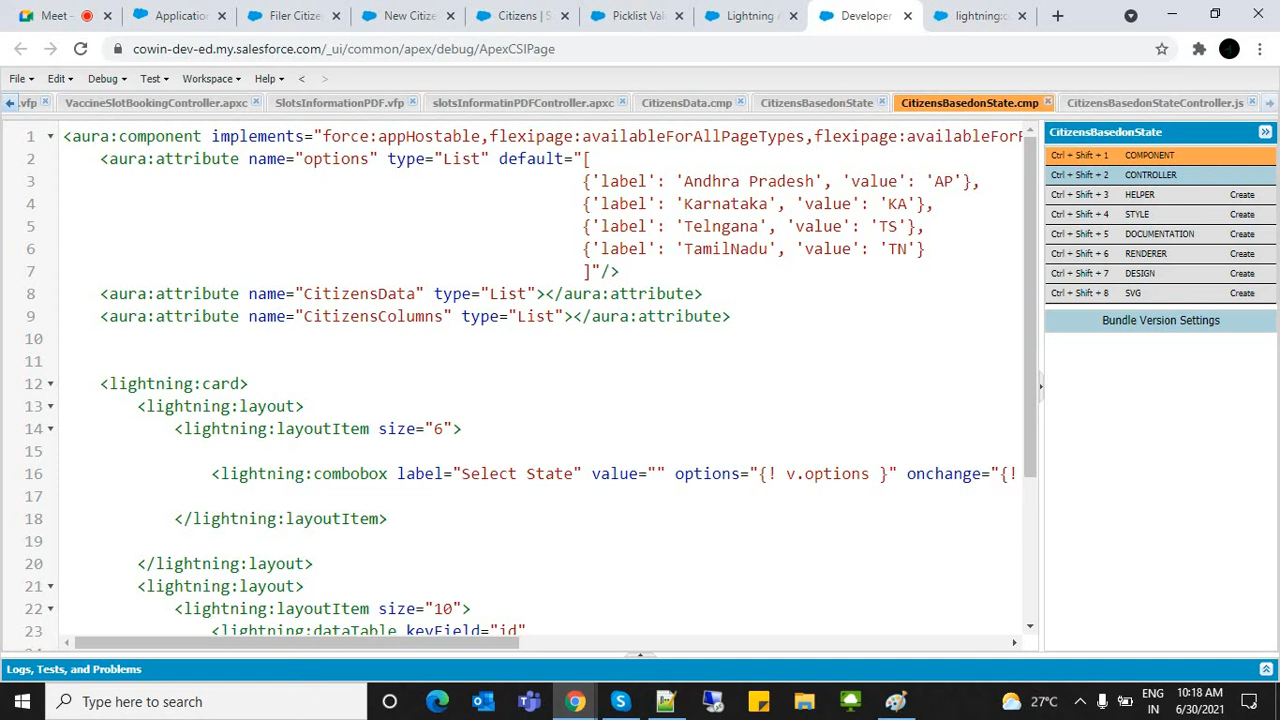 Meet -
Application
Filer Citize
New Citize
Citizens | S
Picklist Val
Lightning
Developer
lightning:c
cowin-dev-ed.my.salesforce.com/_ui/common/apex/debug/ApexCSIPage
File Edit Debug Test Workspace Help < >
.vfp
VaccineSlotBookingController.apxc
SlotsInformationPDF.vfp
slotsInformatinPDFController.apxc
CitizensData.cmp
CitizensBasedonState
CitizensBasedonState.cmp
CitizensBasedonStateController.js
1 <aura:component implements="force:appHostable,flexipage:availableForAllPageTypes,flexipage:availableForR
2 <aura:attribute name="options" type="List" default="[
3 {'label': 'Andhra Pradesh', 'value': 'AP'},
4 {'label': 'Karnataka', 'value': 'KA'},
5 {'label': 'Telngana', 'value': 'TS'},
6 {'label': 'TamilNadu', 'value': 'TN'}
7 ]"/>
8 <aura:attribute name="CitizensData" type="List"></aura:attribute>
9 <aura:attribute name="CitizensColumns" type="List"></aura:attribute>
10
11
12 <lightning:card>
13 <lightning:layout>
14 <lightning:layoutItem size="6">
15
16 <lightning:combobox label="Select State" value="" options="{! v.options }" onchange="{!
17
18 </lightning:layoutItem>
19
20 </lightning:layout>
21 <lightning:layout>
22 <lightning:layoutItem size="10">
23 <lightning:dataTable keyField="id"
CitizensBasedonState
Ctrl + Shift + 1 COMPONENT
Ctrl + Shift + 2 CONTROLLER
Ctrl + Shift + 3 HELPER Create
Ctrl + Shift + 4 STYLE Create
Ctrl + Shift + 5 DOCUMENTATION Create
Ctrl + Shift + 6 RENDERER Create
Ctrl + Shift + 7 DESIGN Create
Ctrl + Shift + 8 SVG Create
Bundle Version Settings
Logs, Tests, and Problems
Type here to search
27°C
ENG
IN
10:18 AM
6/30/2021